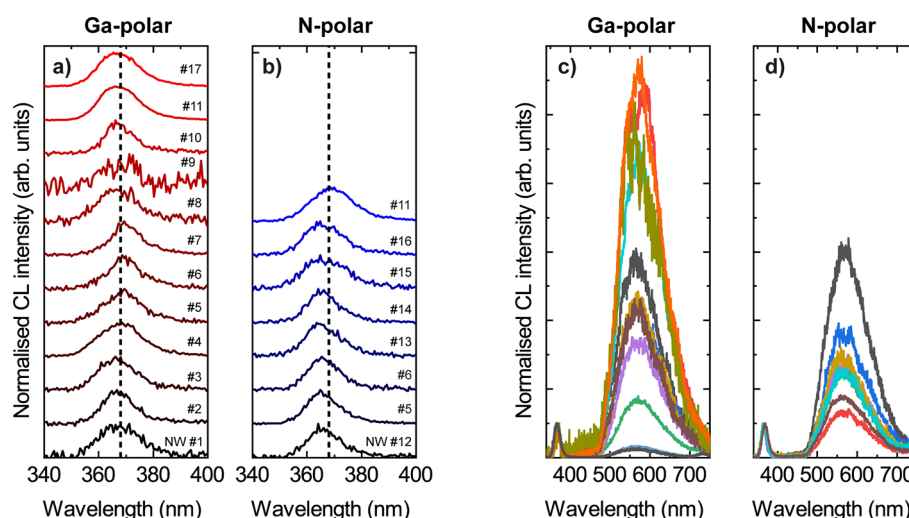 Ga-polar
N-polar
Ga-polar
N-polar
a)
b)
c)
d)
Normalised CL intensity (arb. units)
#17
#11
#10
#9
#8
#7
#6
#5
#4
#3
#2
NW #1
#11
#16
#15
#14
#13
#6
#5
NW #12
Normalised CL intensity (arb. units)
340 360 380 400
340 360 380 400
400 500 600 700
400 500 600 700
Wavelength (nm)
Wavelength (nm)
Wavelength (nm)
Wavelength (nm)